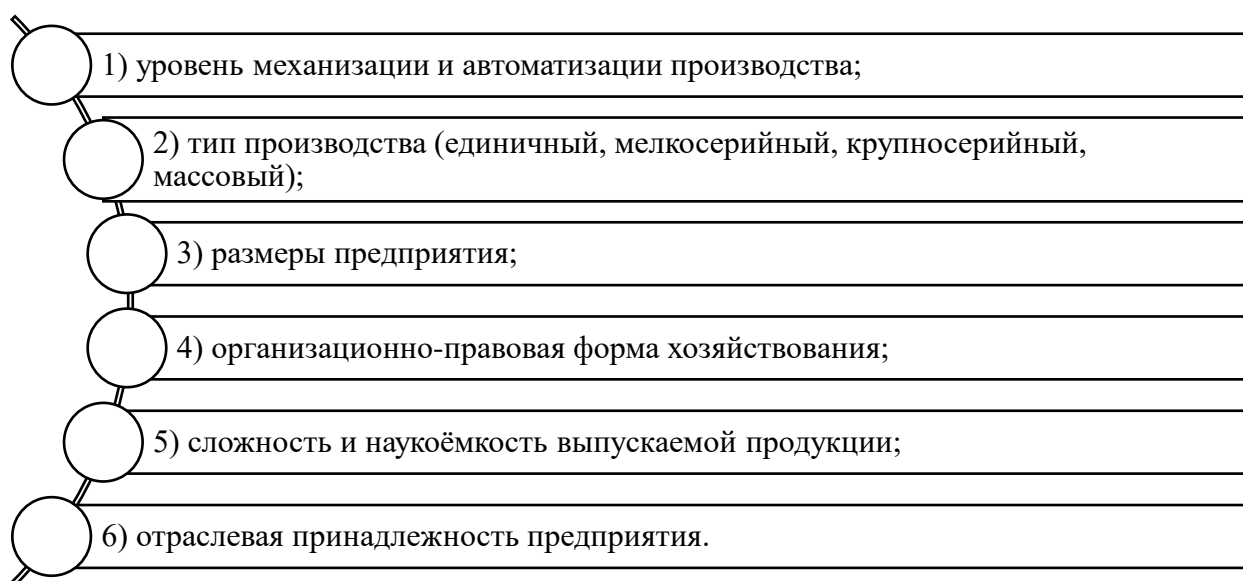 1) уровень механизации и автоматизации производства;
2) тип производства (единичный, мелкосерийный, крупносерийный,
массовый);
3) размеры предприятия;
4) организационно-правовая форма хозяйствования;
5) сложность и наукоёмкость выпускаемой продукции;
6) отраслевая принадлежность предприятия.